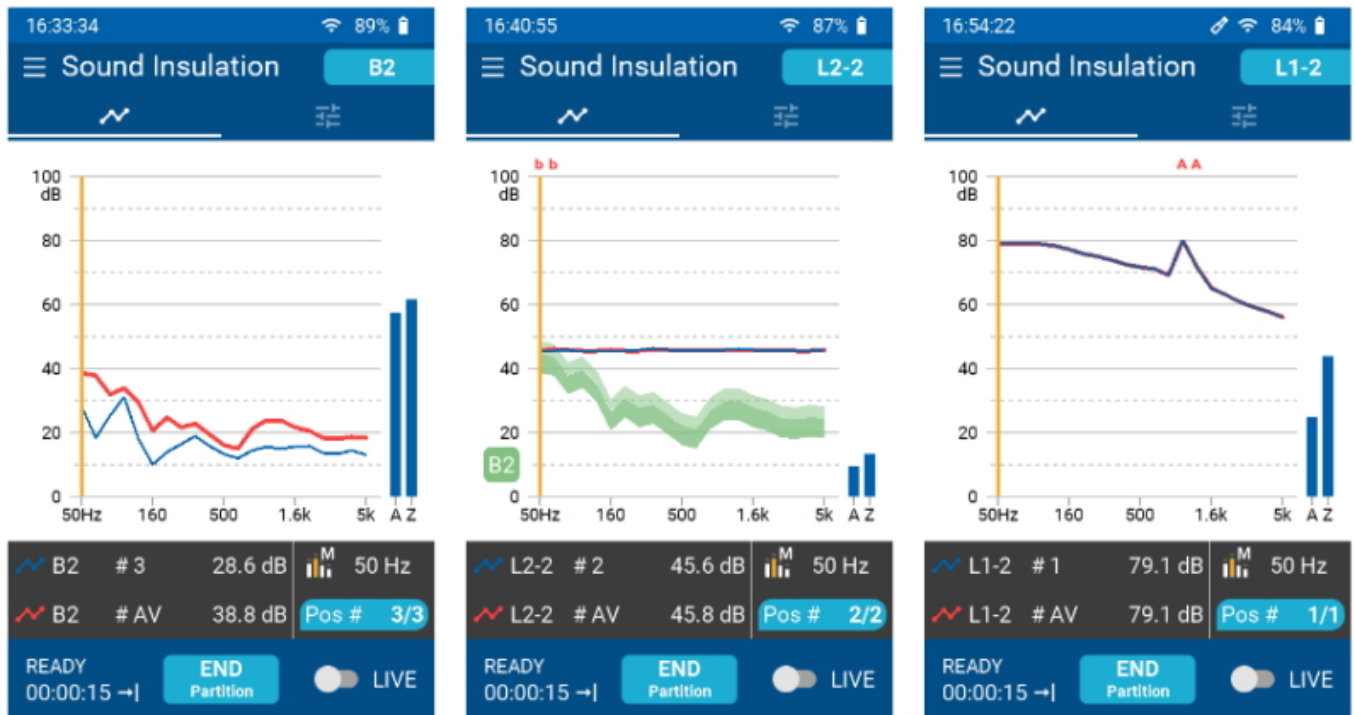 16:33:34 89%
Sound Insulation B2
100
dB
80
60
40
20
0
50Hz 160 500 1.6k 5k A Z
B2 # 3 28.6 dB M 50 Hz
B2 # AV 38.8 dB Pos # 3/3
READY
00:00:15
END
Partition
LIVE
16:40:55 87%
Sound Insulation L2-2
b b
100
dB
80
60
40
20
B2
0
50Hz 160 500 1.6k 5k A Z
L2-2 # 2 45.6 dB M 50 Hz
L2-2 # AV 45.8 dB Pos # 2/2
READY
00:00:15
END
Partition
LIVE
16:54:22 84%
Sound Insulation L1-2
A A
100
dB
80
60
40
20
0
50Hz 160 500 1.6k 5k A Z
L1-2 # 1 79.1 dB M 50 Hz
L1-2 # AV 79.1 dB Pos # 1/1
READY
00:00:15
END
Partition
LIVE